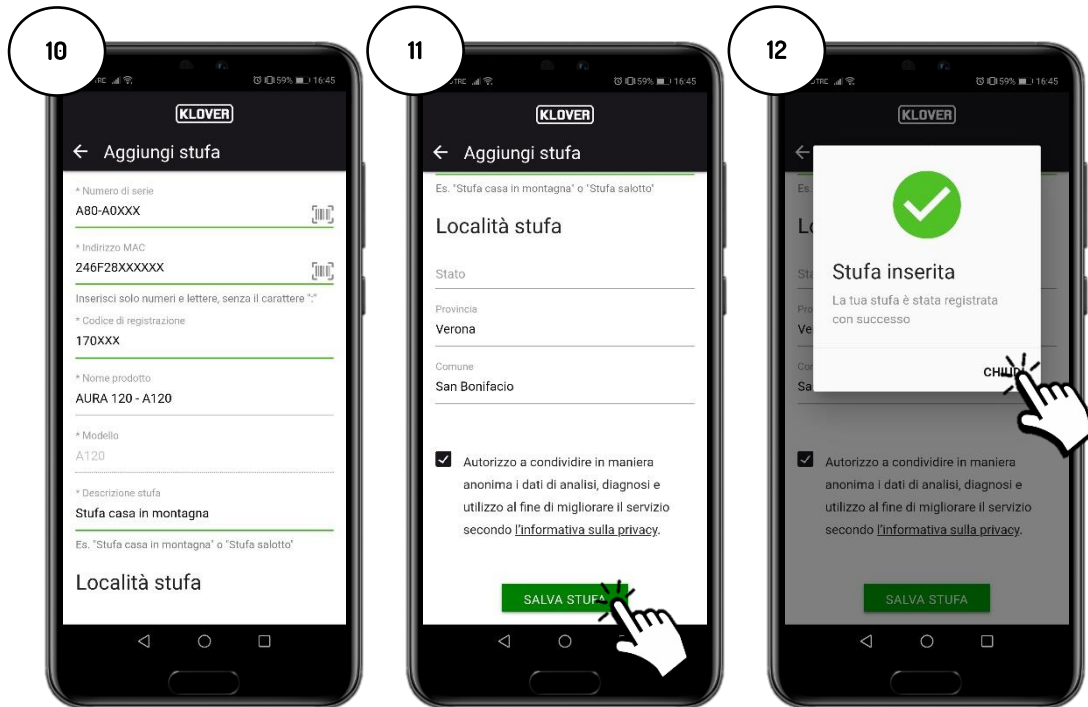 10
59% 16:45
KLOVER
← Aggiungi stufa
* Numero di serie
A80-A0XXX
* Indirizzo MAC
246F28XXXXXX
Inserisci solo numeri e lettere, senza il carattere ":"
* Codice di registrazione
170XXX
* Nome prodotto
AURA 120 - A120
* Modello
A120
* Descrizione stufa
Stufa casa in montagna
Es. "Stufa casa in montagna" o "Stufa salotto"
Località stufa
11
59% 16:45
KLOVER
← Aggiungi stufa
Es. "Stufa casa in montagna" o "Stufa salotto"
Località stufa
Stato
Provincia
Verona
Comune
San Bonifacio
Autorizzo a condividere in maniera
anonima i dati di analisi, diagnosi e
utilizzo al fine di migliorare il servizio
secondo l'informativa sulla privacy.
SALVA STUFA
12
59% 16:45
KLOVER
Stufa inserita
La tua stufa è stata registrata
con successo
CHIUDI
Autorizzo a condividere in maniera
anonima i dati di analisi, diagnosi e
utilizzo al fine di migliorare il servizio
secondo l'informativa sulla privacy.
SALVA STUFA